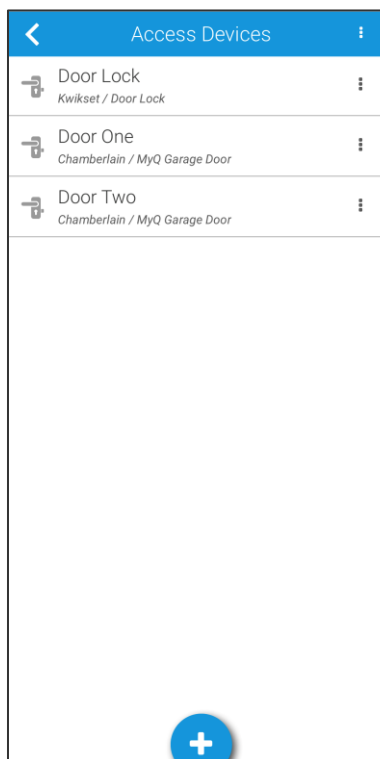 Access Devices
Door Lock
Kwikset / Door Lock
Door One
Chamberlain / MyQ Garage Door
Door Two
Chamberlain / MyQ Garage Door